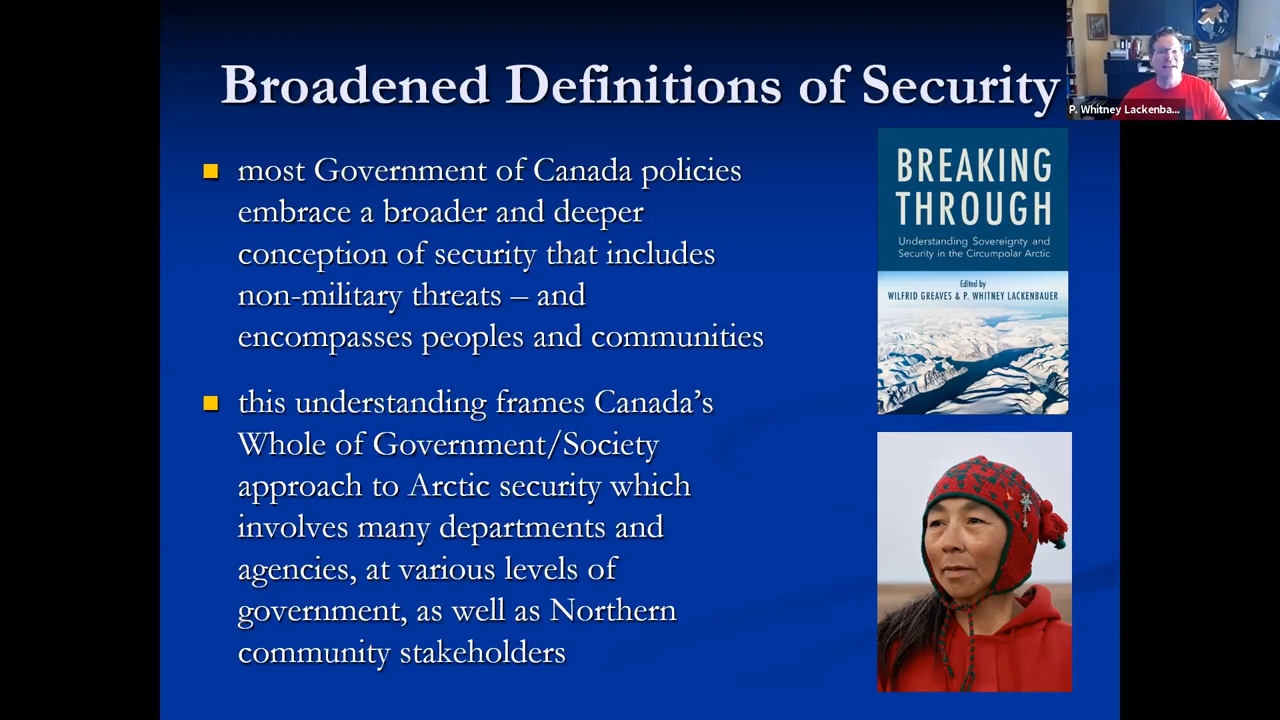 Broadened Definitions of Security
P. Whitney Lackenba...
most Government of Canada policies
embrace a broader and deeper
conception of security that includes
non-military threats – and
encompasses peoples and communities
this understanding frames Canada’s
Whole of Government/Society
approach to Arctic security which
involves many departments and
agencies, at various levels of
government, as well as Northern
community stakeholders
BREAKING
THROUGH
Understanding Sovereignty and
Security in the Circumpolar Arctic
Edited by
WILFRID GREAVES & P. WHITNEY LACKENBAUER